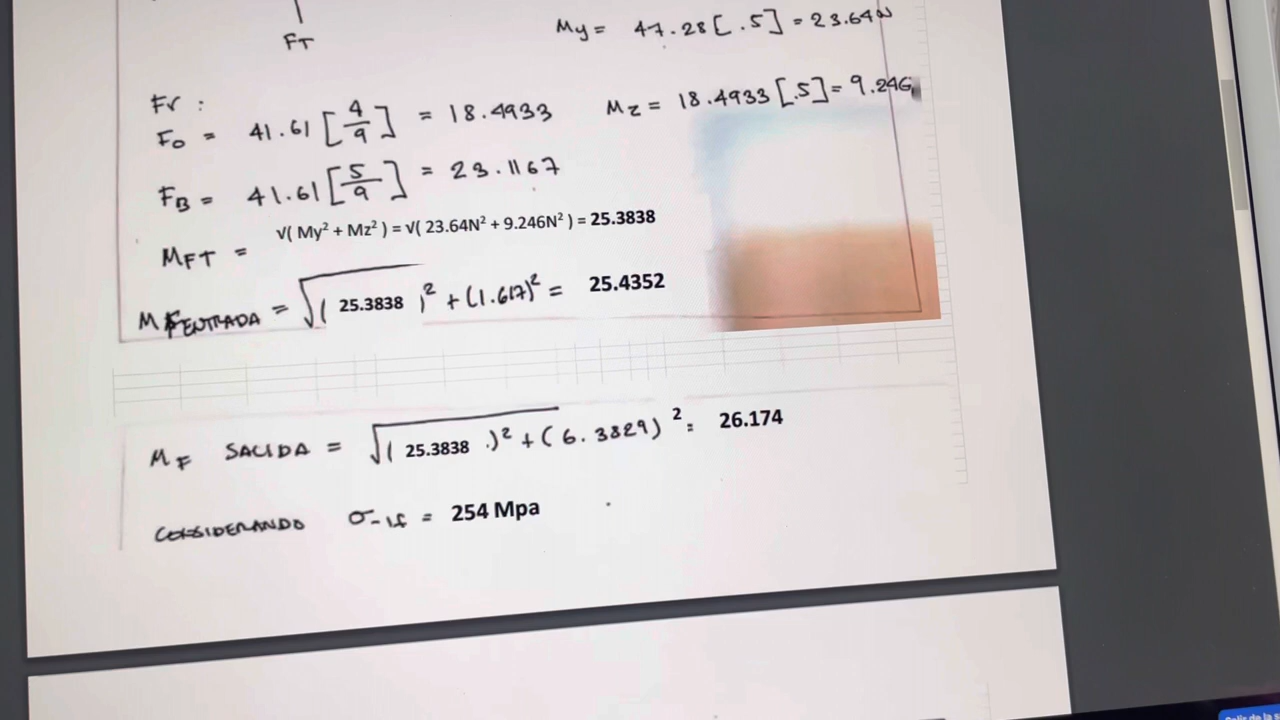 FT
My = 47.28[.5] = 23.64N
Fr :
Fo = 41.61 [4/9] = 18.4933 Mz = 18.4933 [.5] = 9.246
FB = 41.61 [5/9] = 23.1167
MFT = √( My² + Mz² ) = √( 23.64N² + 9.246N² ) = 25.3838
MFENTRADA = √( 25.3838 )² + (1.617)² = 25.4352
MF SALIDA = √( 25.3838 )² + (6.3829)² = 26.174
CONSIDERANDO σ-1f = 254 Mpa